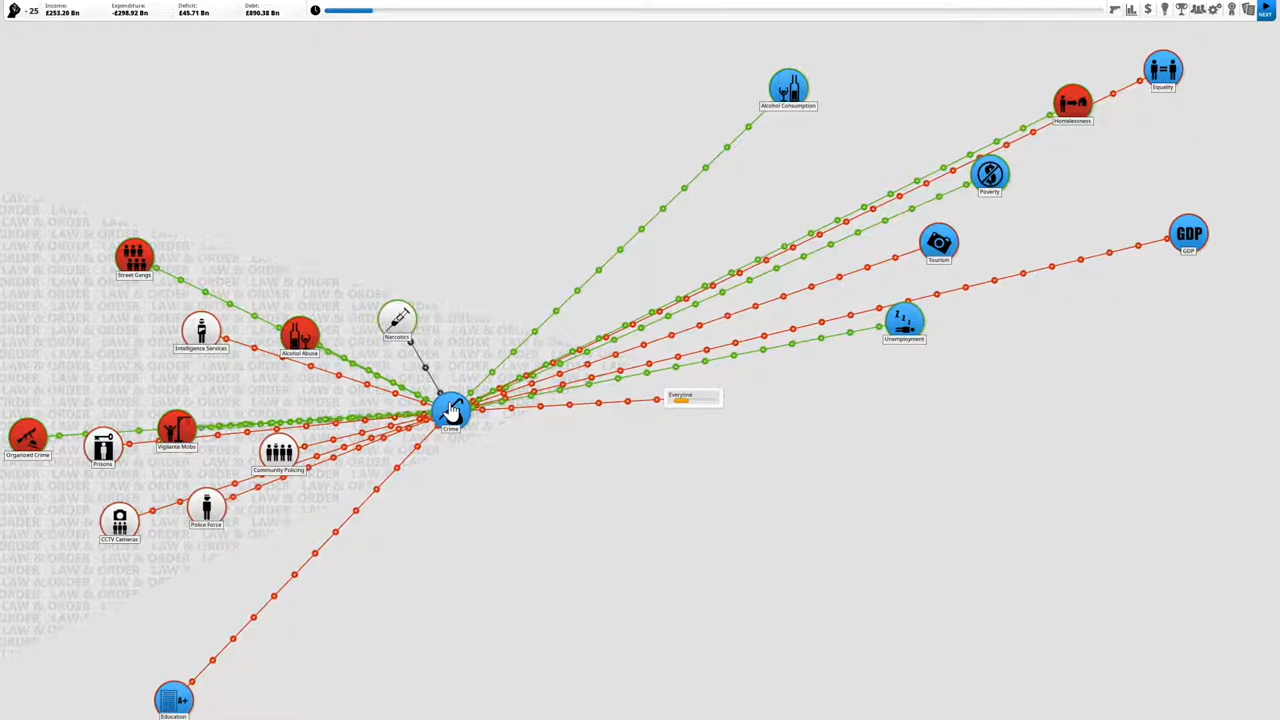 Income:
£253.20 Bn
Expenditure:
-£298.92 Bn
Deficit:
£45.71 Bn
Debt:
£890.38 Bn
25
NEXT
Equality
Alcohol Consumption
Homelessness
Poverty
GDP
GDP
Tourism
Street Gangs
Narcotics
Unemployment
Intelligence Services
Alcohol Abuse
Everyone
Crime
Organized Crime
Prisons
Vigilante Mobs
Community Policing
Police Force
CCTV Cameras
A+
Education
LAW & ORDER